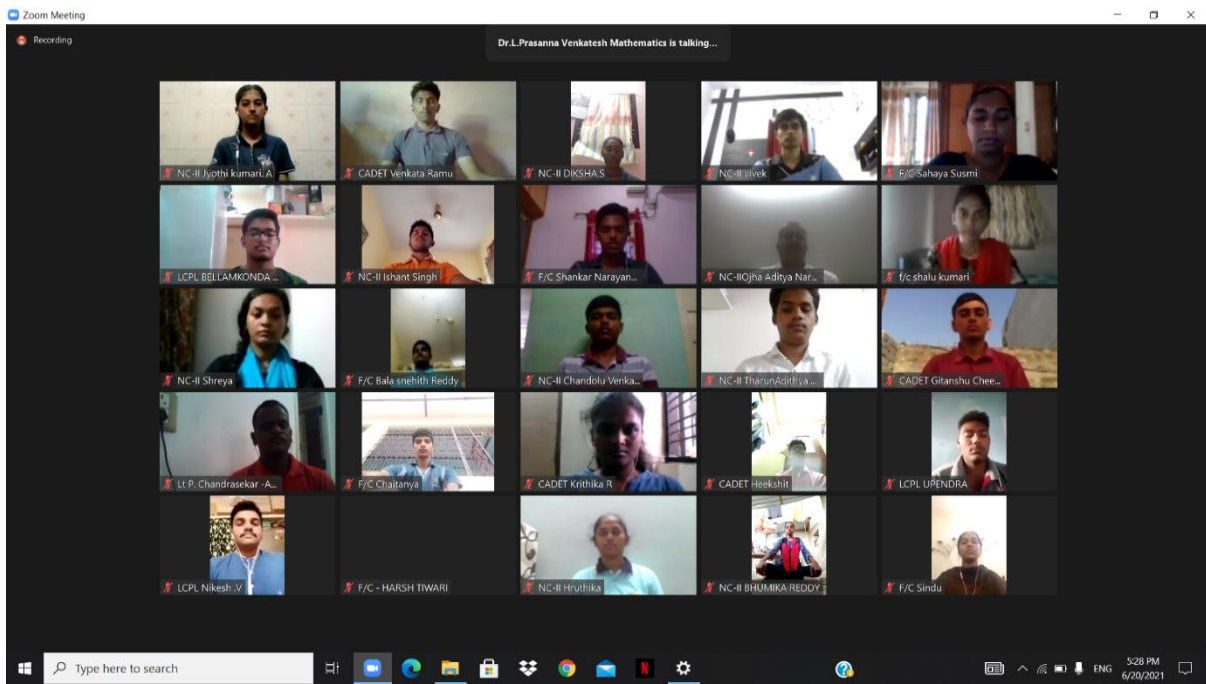 Zoom Meeting
Recording
Dr.L.Prasanna Venkatesh Mathematics is talking...
NC-II Jyothi kumari. A
CADET Venkata Ramu
NC-II DIKSHA.S
NC-II Vivek
F/C Sahaya Susmi
LCPL BELLAMKONDA ...
NC-II Ishant Singh
F/C Shankar Narayan...
NC-IIOjha Aditya Nar...
f/c shalu kumari
NC-II Shreya
F/C Bala snehith Reddy
NC-II Chandolu Venka...
NC-II TharunAdithya ...
CADET Gitanshu Chee...
Lt P. Chandrasekar -A...
F/C Chaitanya
CADET Krithika R
CADET Heekshit
LCPL UPENDRA
LCPL Nikesh .V
F/C - HARSH TIWARI
NC-II Hruthika
NC-II BHUMIKA REDDY
F/C Sindu
Type here to search
N
ENG
5:28 PM
6/20/2021